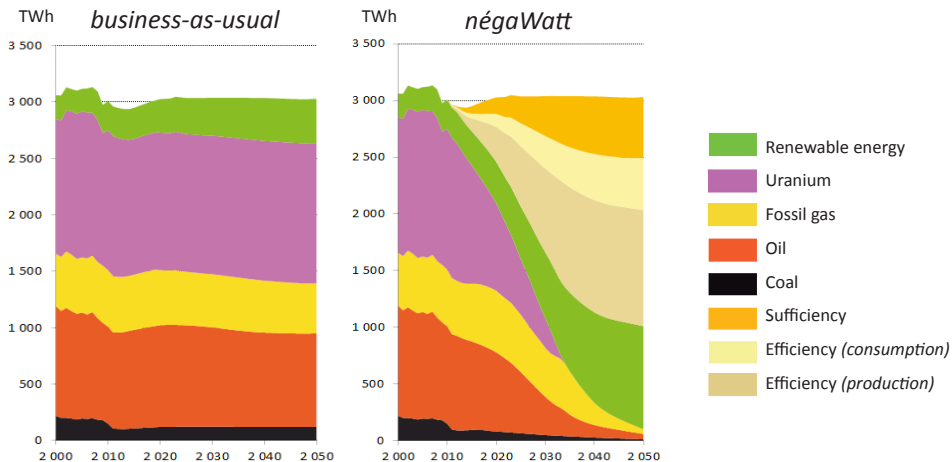 TWh business-as-usual
3 500
3 000
2 500
2 000
1 500
1 000
500
0
2 000 2 010 2 020 2 030 2 040 2 050
TWh négaWatt
3 500
3 000
2 500
2 000
1 500
1 000
500
0
2 000 2 010 2 020 2 030 2 040 2 050
Renewable energy
Uranium
Fossil gas
Oil
Coal
Sufficiency
Efficiency (consumption)
Efficiency (production)